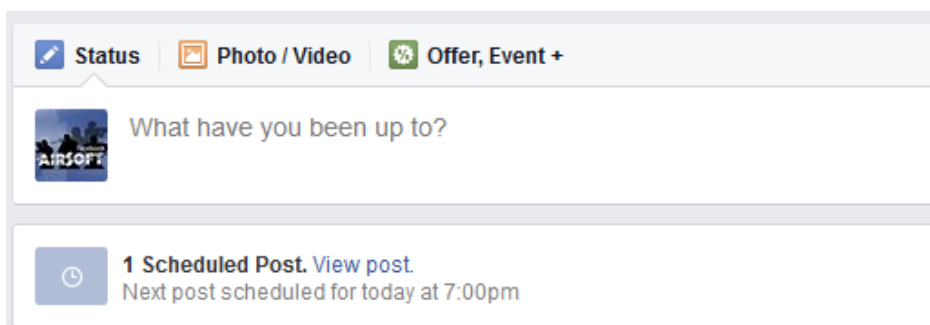 Status Photo / Video Offer, Event +
What have you been up to?
AIRSOFT
1 Scheduled Post. View post.
Next post scheduled for today at 7:00pm